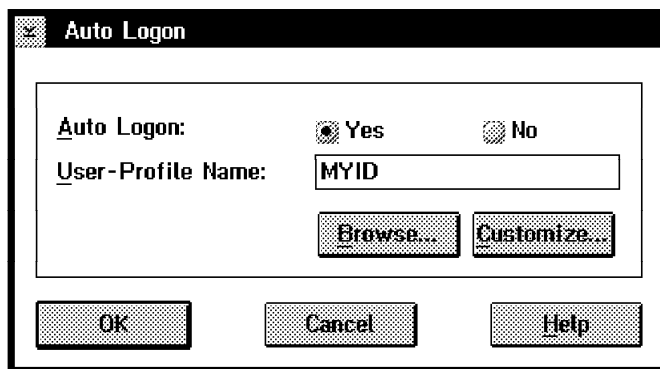 Auto Logon
Auto Logon: Yes No
User-Profile Name: MYID
Browse... Customize...
OK Cancel Help